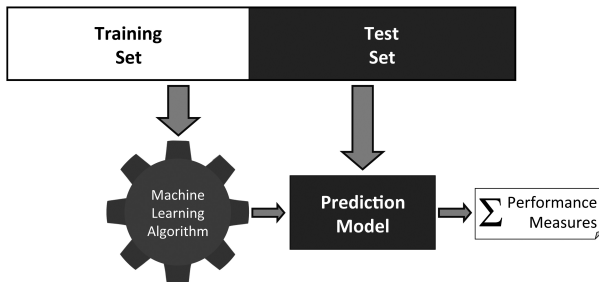 Training
Set
Test
Set
Machine
Learning
Algorithm
Prediction
Model
∑ Performance
Measures